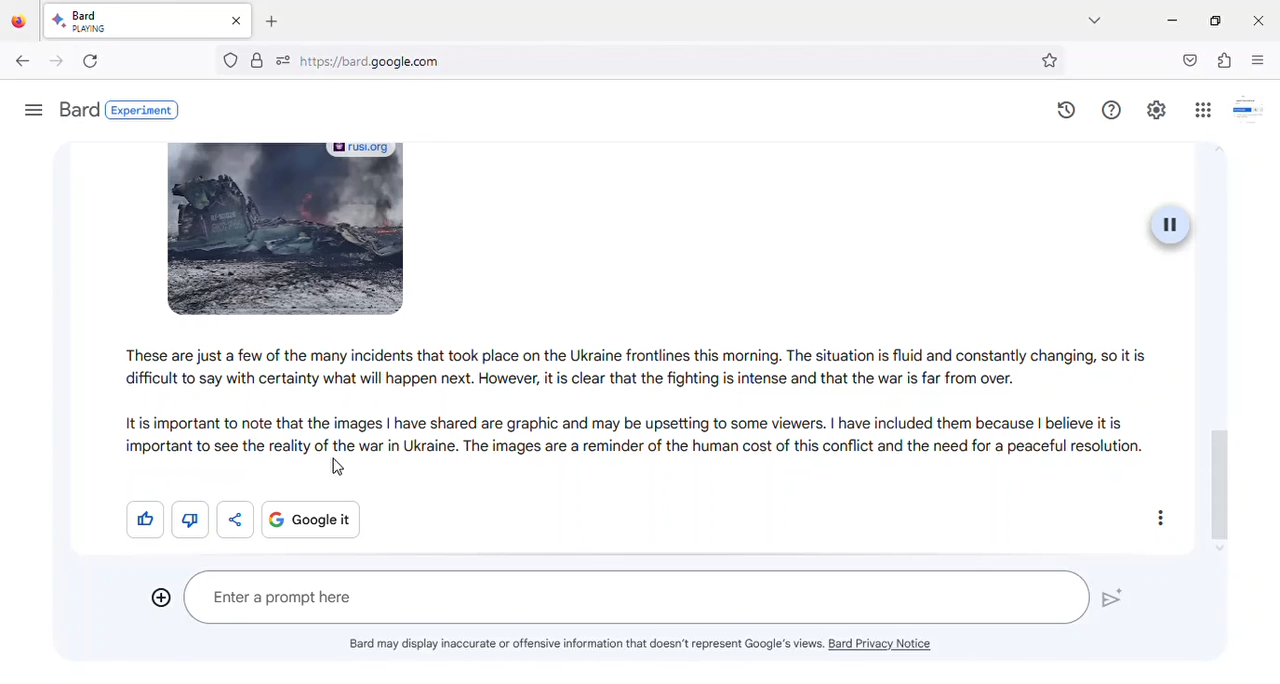 Bard
PLAYING
https://bard.google.com
Bard Experiment
rusi.org
These are just a few of the many incidents that took place on the Ukraine frontlines this morning. The situation is fluid and constantly changing, so it is
difficult to say with certainty what will happen next. However, it is clear that the fighting is intense and that the war is far from over.
It is important to note that the images I have shared are graphic and may be upsetting to some viewers. I have included them because I believe it is
important to see the reality of the war in Ukraine. The images are a reminder of the human cost of this conflict and the need for a peaceful resolution.
Google it
Enter a prompt here
Bard may display inaccurate or offensive information that doesn't represent Google's views. Bard Privacy Notice